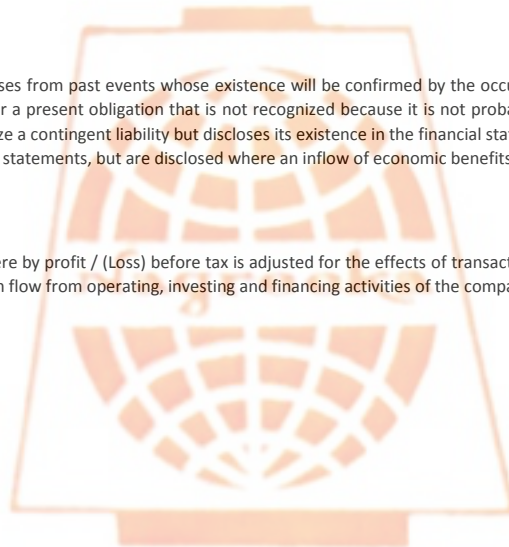 ses from past events whose existence will be confirmed by the occu
r a present obligation that is not recognized because it is not proba
ze a contingent liability but discloses its existence in the financial sta
statements, but are disclosed where an inflow of economic benefits
ere by profit / (Loss) before tax is adjusted for the effects of transact
n flow from operating, investing and financing activities of the compa